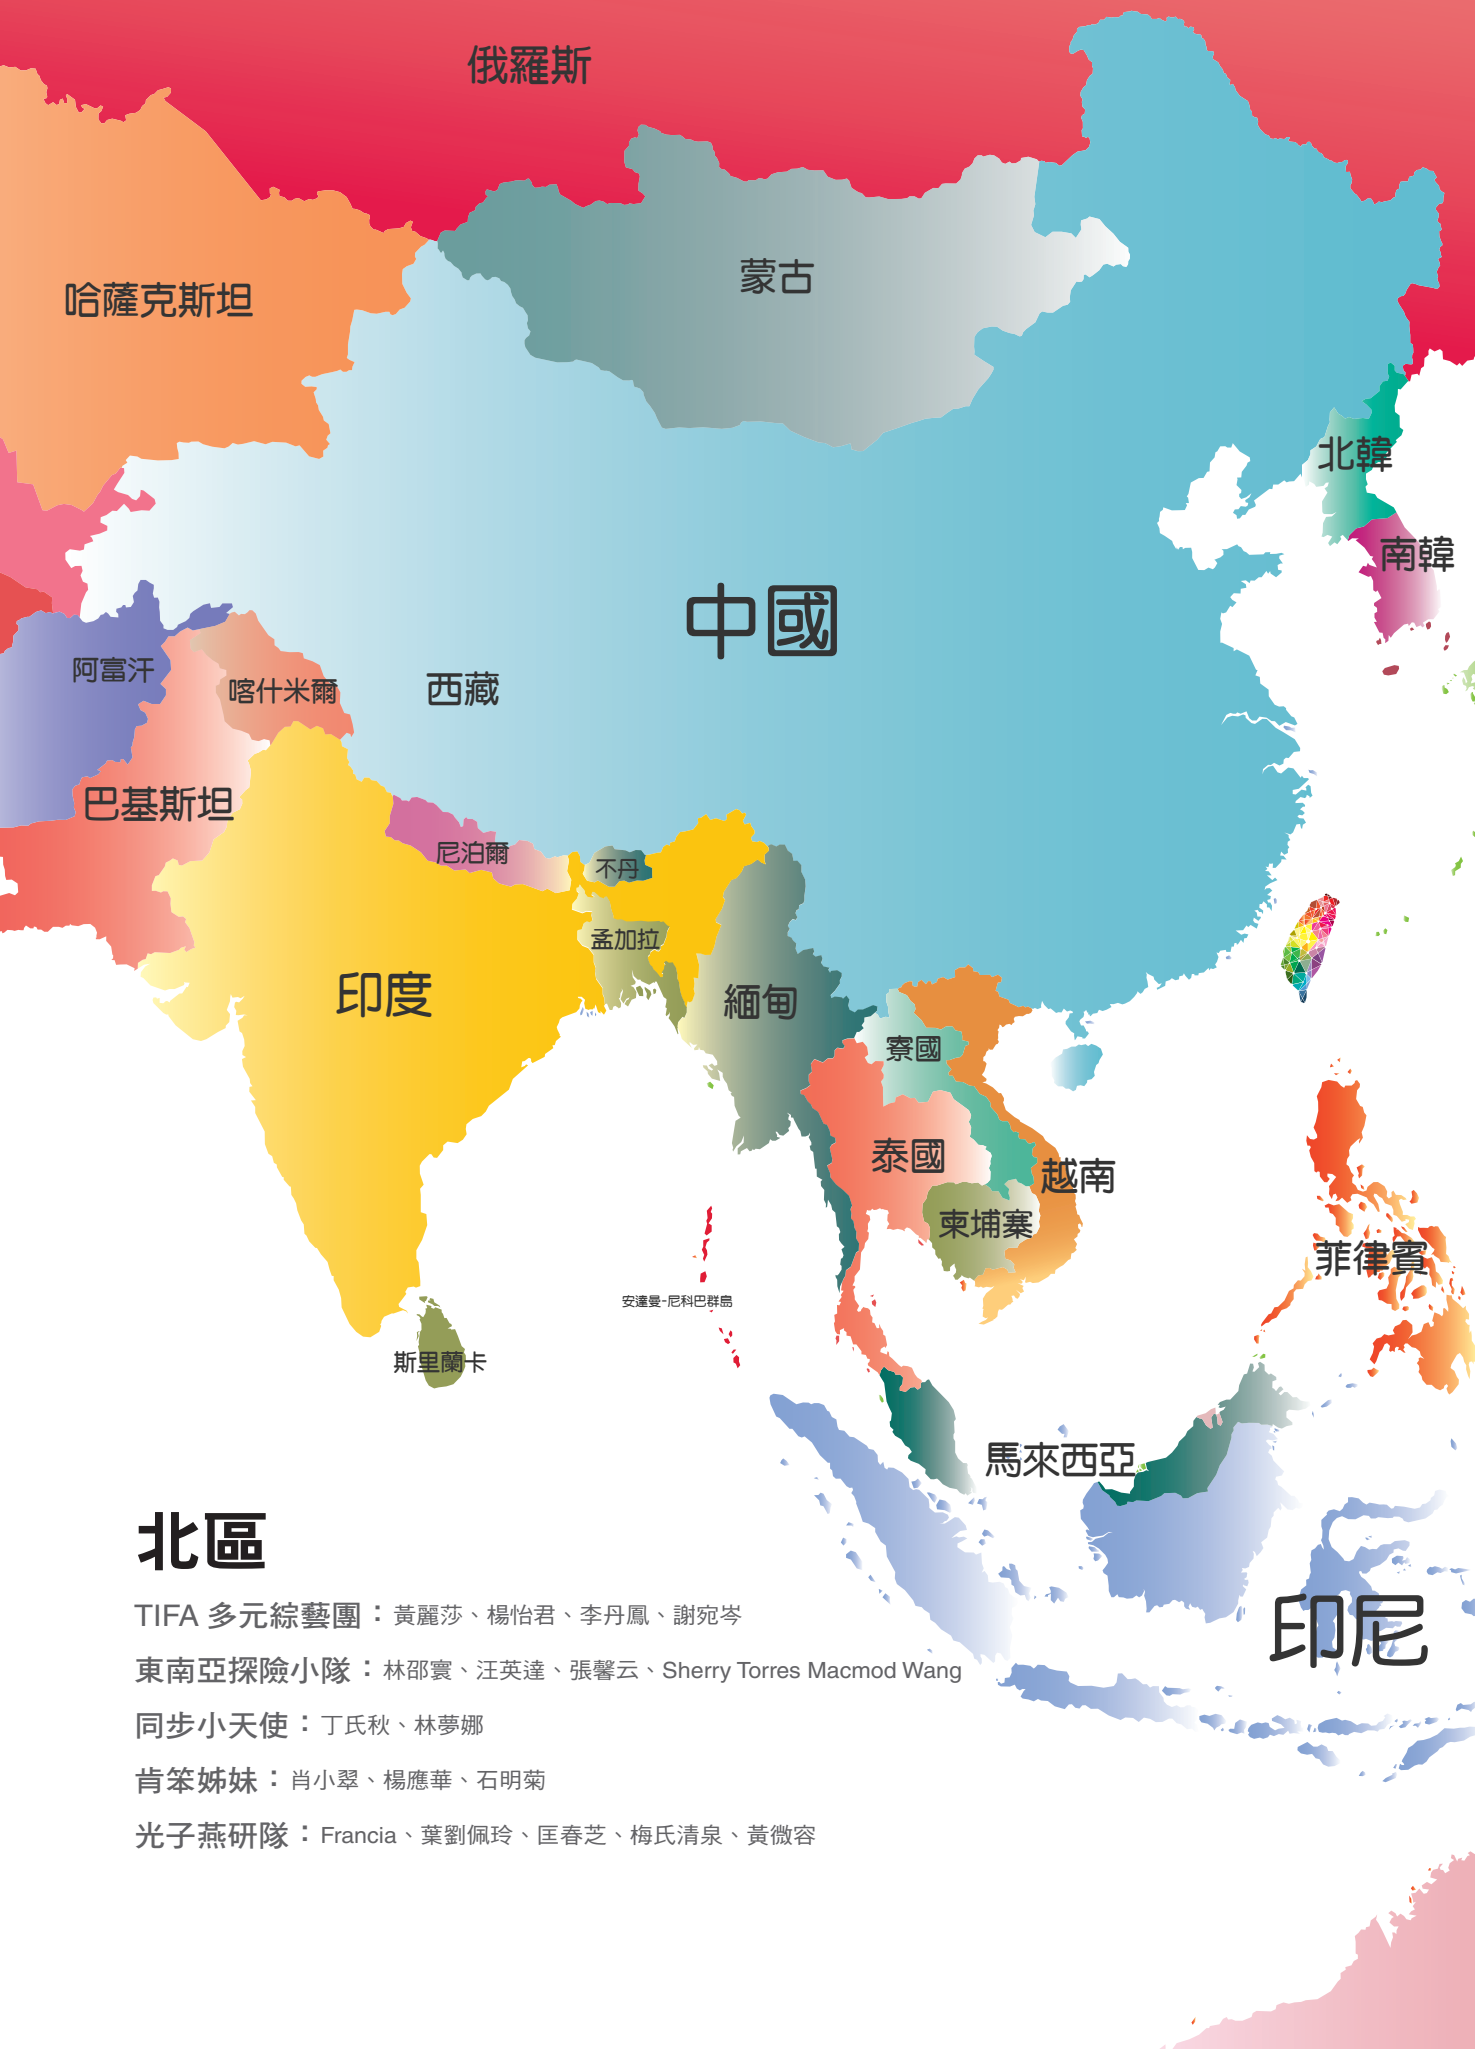 俄羅斯
蒙古
哈薩克斯坦
北韓
南韓
中國
阿富汗
喀什米爾
西藏
巴基斯坦
尼泊爾
不丹
孟加拉
印度
緬甸
寮國
泰國
越南
柬埔寨
菲律賓
安達曼-尼科巴群島
斯里蘭卡
馬來西亞
印尼
北區
TIFA 多元綜藝團：黃麗莎、楊怡君、李丹鳳、謝宛岑
東南亞探險小隊：林邵寰、汪英達、張馨云、Sherry Torres Macmod Wang
同步小天使：丁氏秋、林夢娜
肯笨姊妹：肖小翠、楊應華、石明菊
光子燕研隊：Francia、葉劉佩玲、匡春芝、梅氏清泉、黃微容